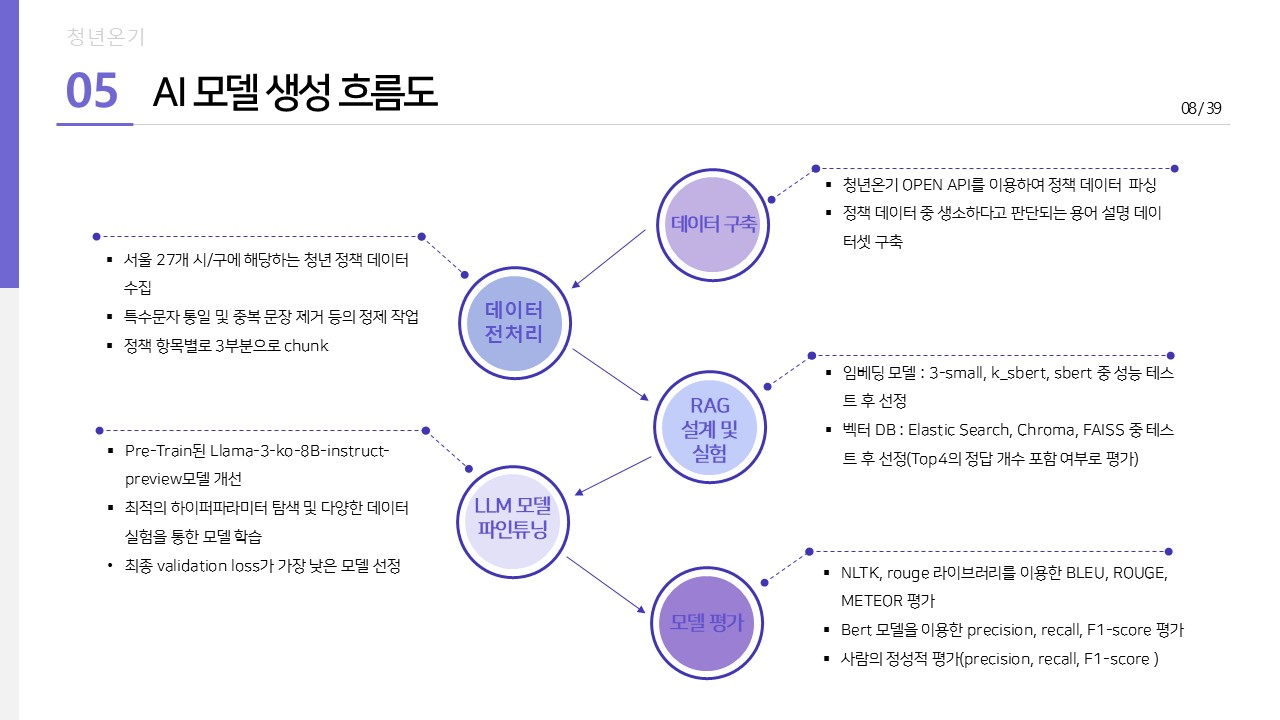 청년온기
05 AI 모델 생성 흐름도
08 / 39
데이터 구축
▪ 청년온기 OPEN API를 이용하여 정책 데이터 파싱
▪ 정책 데이터 중 생소하다고 판단되는 용어 설명 데이
터셋 구축
데이터
전처리
▪ 서울 27개 시/구에 해당하는 청년 정책 데이터
수집
▪ 특수문자 통일 및 중복 문장 제거 등의 정제 작업
▪ 정책 항목별로 3부분으로 chunk
RAG
설계 및
실험
▪ 임베딩 모델 : 3-small, k_sbert, sbert 중 성능 테스
트 후 선정
▪ 벡터 DB : Elastic Search, Chroma, FAISS 중 테스
트 후 선정(Top4의 정답 개수 포함 여부로 평가)
LLM 모델
파인튜닝
▪ Pre-Train된 Llama-3-ko-8B-instruct-
preview모델 개선
▪ 최적의 하이퍼파라미터 탐색 및 다양한 데이터
실험을 통한 모델 학습
• 최종 validation loss가 가장 낮은 모델 선정
모델 평가
▪ NLTK, rouge 라이브러리를 이용한 BLEU, ROUGE,
METEOR 평가
▪ Bert 모델을 이용한 precision, recall, F1-score 평가
▪ 사람의 정성적 평가(precision, recall, F1-score )